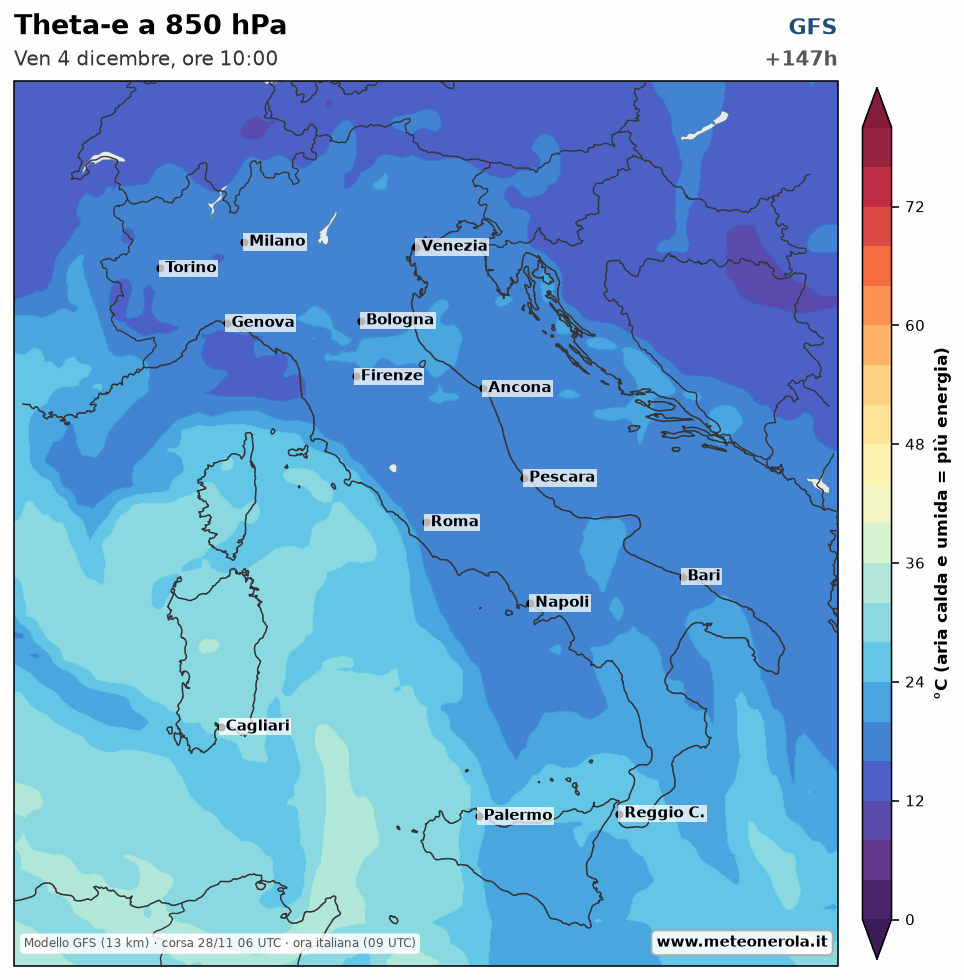 Theta-e a 850 hPa
GFS
Ven 4 dicembre, ore 10:00
+147h
Milano
Venezia
Torino
Genova
Bologna
Firenze
Ancona
Pescara
Roma
Bari
Napoli
Cagliari
Palermo
Reggio C.
72
60
48
36
24
12
0
°C (aria calda e umida = più energia)
Modello GFS (13 km) · corsa 28/11 06 UTC · ora italiana (09 UTC)
www.meteonerola.it